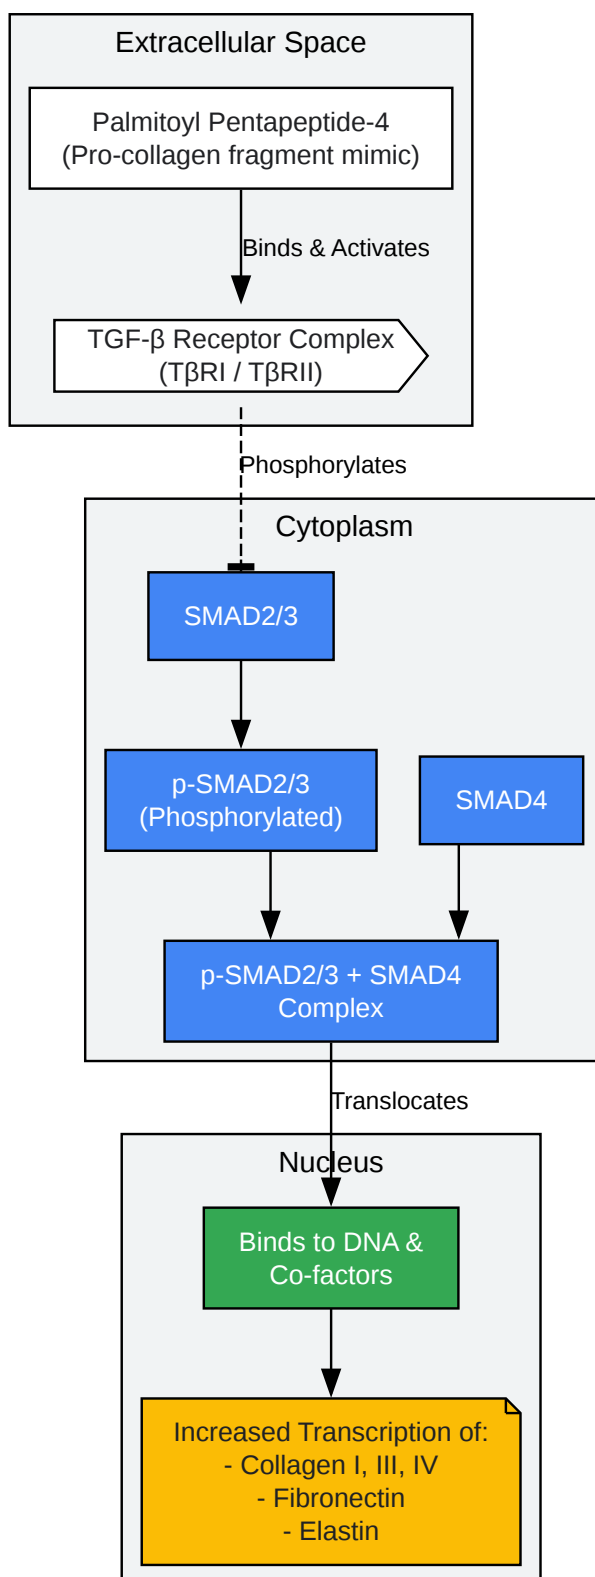 Extracellular Space
Palmitoyl Pentapeptide-4
(Pro-collagen fragment mimic)
Binds & Activates
TGF-β Receptor Complex
(TβRI / TβRII)
Phosphorylates
Cytoplasm
SMAD2/3
p-SMAD2/3
(Phosphorylated)
SMAD4
p-SMAD2/3 + SMAD4
Complex
Translocates
Nucleus
Binds to DNA &
Co-factors
Increased Transcription of:
- Collagen I, III, IV
- Fibronectin
- Elastin